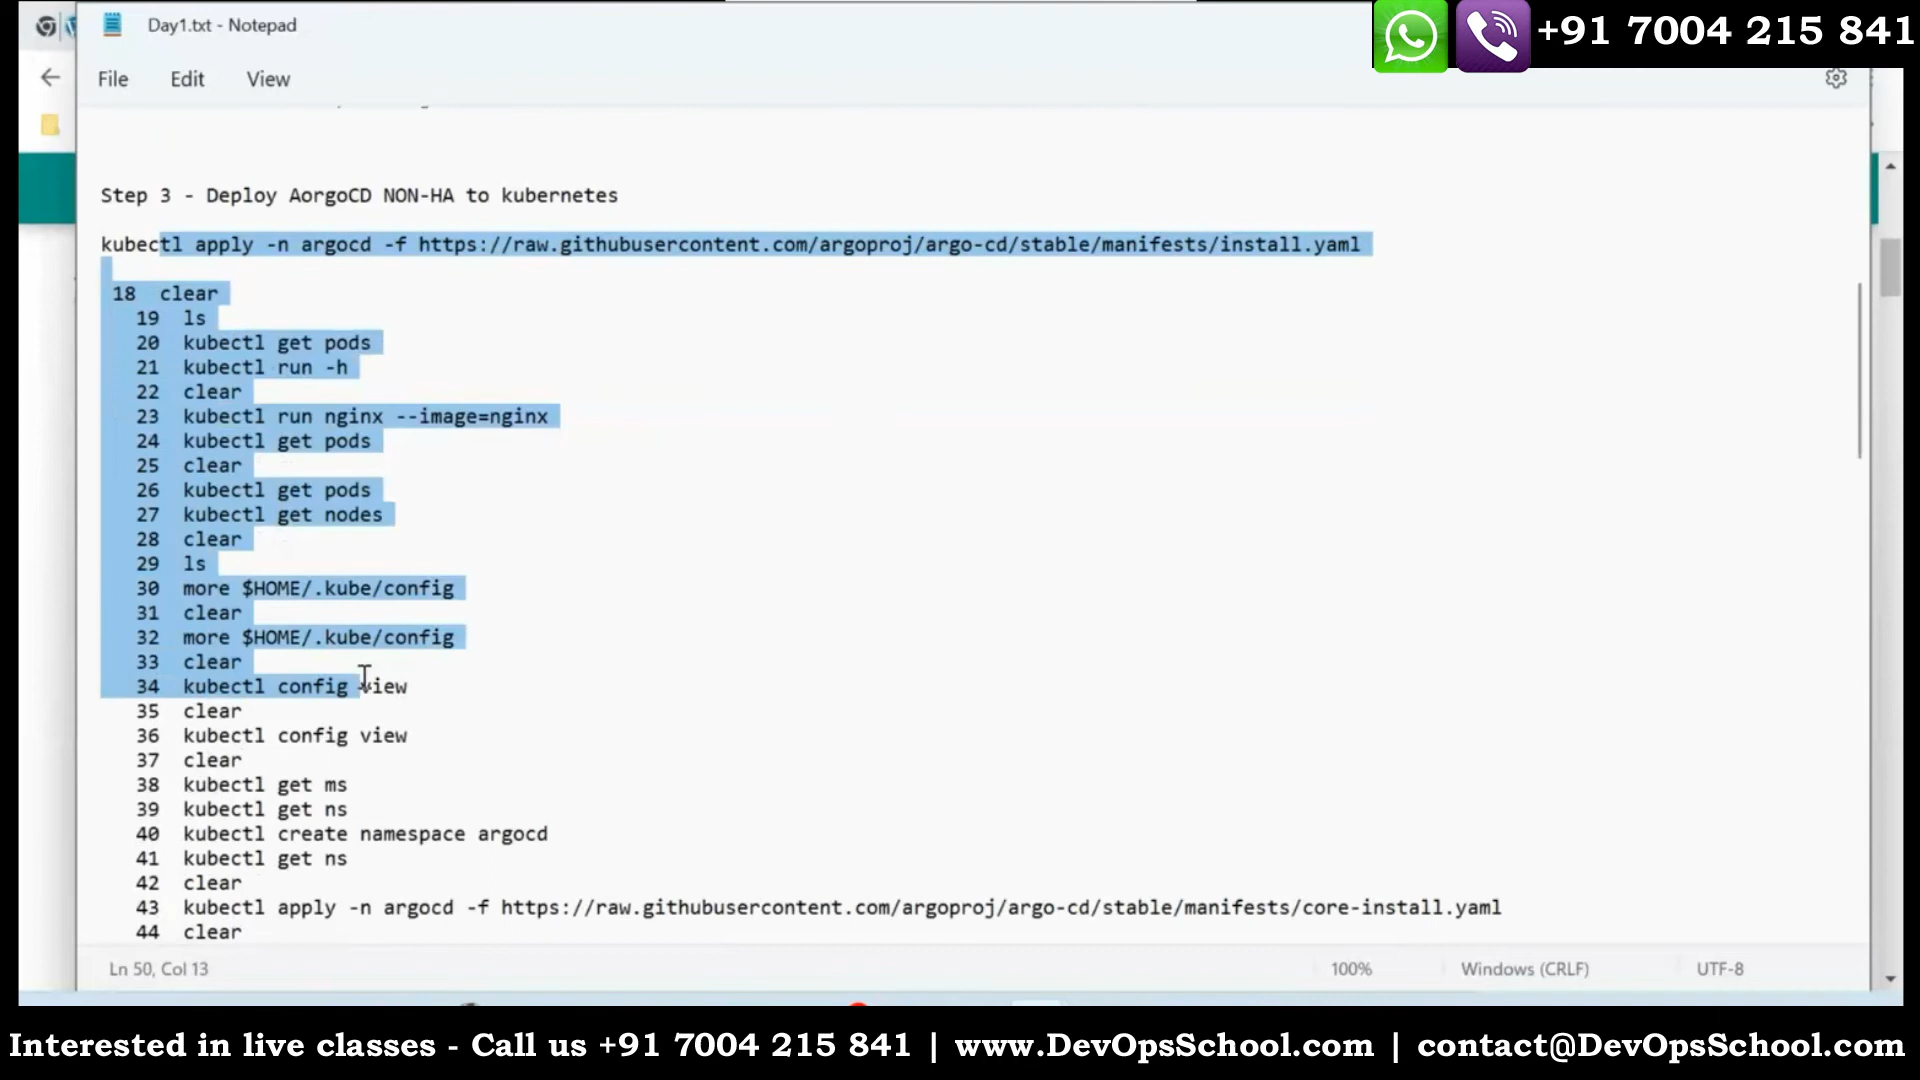 Day1.txt - Notepad
+91 7004 215 841
File Edit View
Step 3 - Deploy AorgoCD NON-HA to kubernetes
kubectl apply -n argocd -f https://raw.githubusercontent.com/argoproj/argo-cd/stable/manifests/install.yaml
18 clear
19 ls
20 kubectl get pods
21 kubectl run -h
22 clear
23 kubectl run nginx --image=nginx
24 kubectl get pods
25 clear
26 kubectl get pods
27 kubectl get nodes
28 clear
29 ls
30 more $HOME/.kube/config
31 clear
32 more $HOME/.kube/config
33 clear
34 kubectl config view
35 clear
36 kubectl config view
37 clear
38 kubectl get ms
39 kubectl get ns
40 kubectl create namespace argocd
41 kubectl get ns
42 clear
43 kubectl apply -n argocd -f https://raw.githubusercontent.com/argoproj/argo-cd/stable/manifests/core-install.yaml
44 clear
Ln 50, Col 13 100% Windows (CRLF) UTF-8
Interested in live classes - Call us +91 7004 215 841 | www.DevOpsSchool.com | contact@DevOpsSchool.com